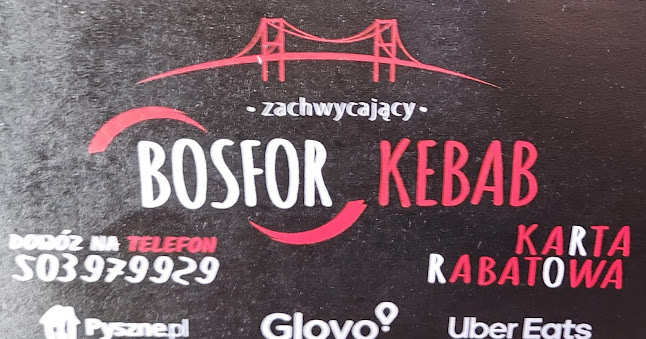 - zachwycający -
BOSFOR KEBAB
DOWÓZ NA TELEFON
503979929
KARTA
RABATOWA
Pyszne.pl
Glovo
Uber Eats